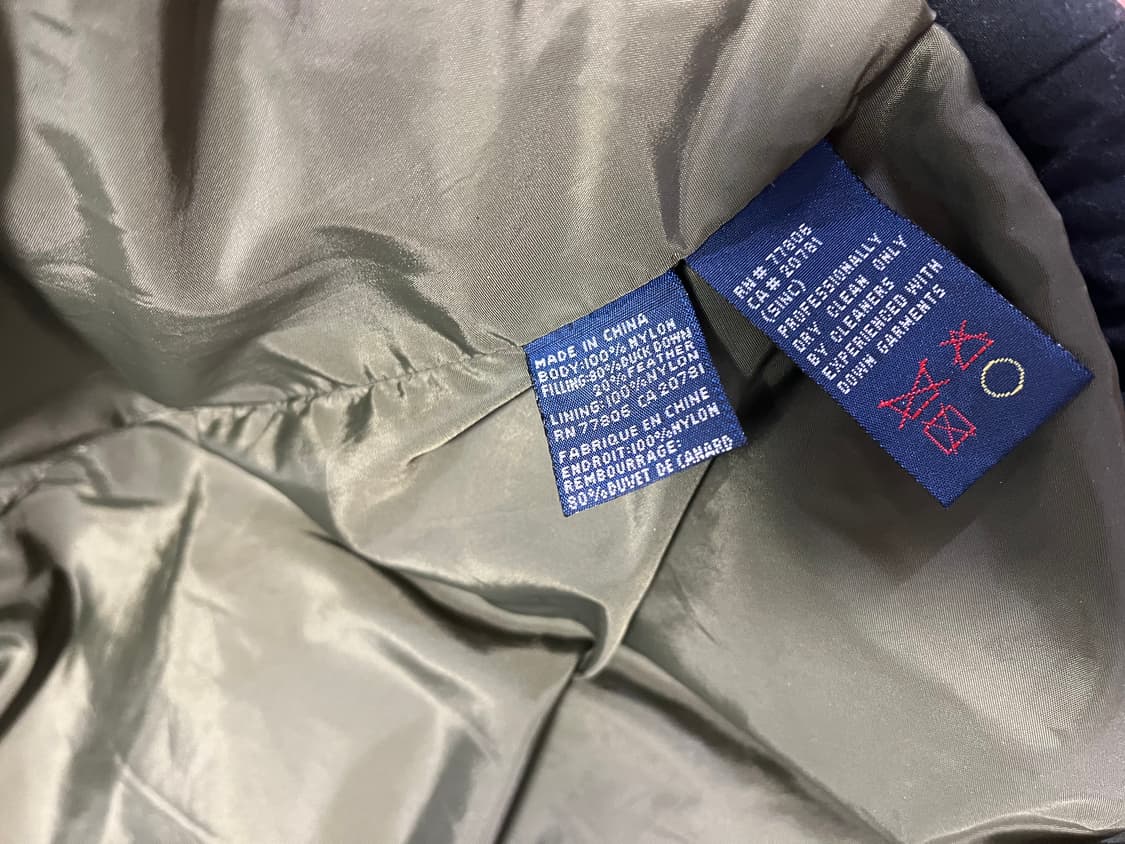 MADE IN CHINA
BODY:100% NYLON
FILLING:80% DUCK DOWN
20% FEATHER
LINING:100% NYLON
RN 77806 CA 20781
FABRIQUE EN CHINE
ENDROIT:100% NYLON
REMBOURRAGE:
80% DUVET DE CANARD
RN# 77806
CA# 20781
(SINC)
PROFESSIONALLY
DRY CLEAN ONLY
BY CLEANERS
EXPERIENCED WITH
DOWN GARMENTS